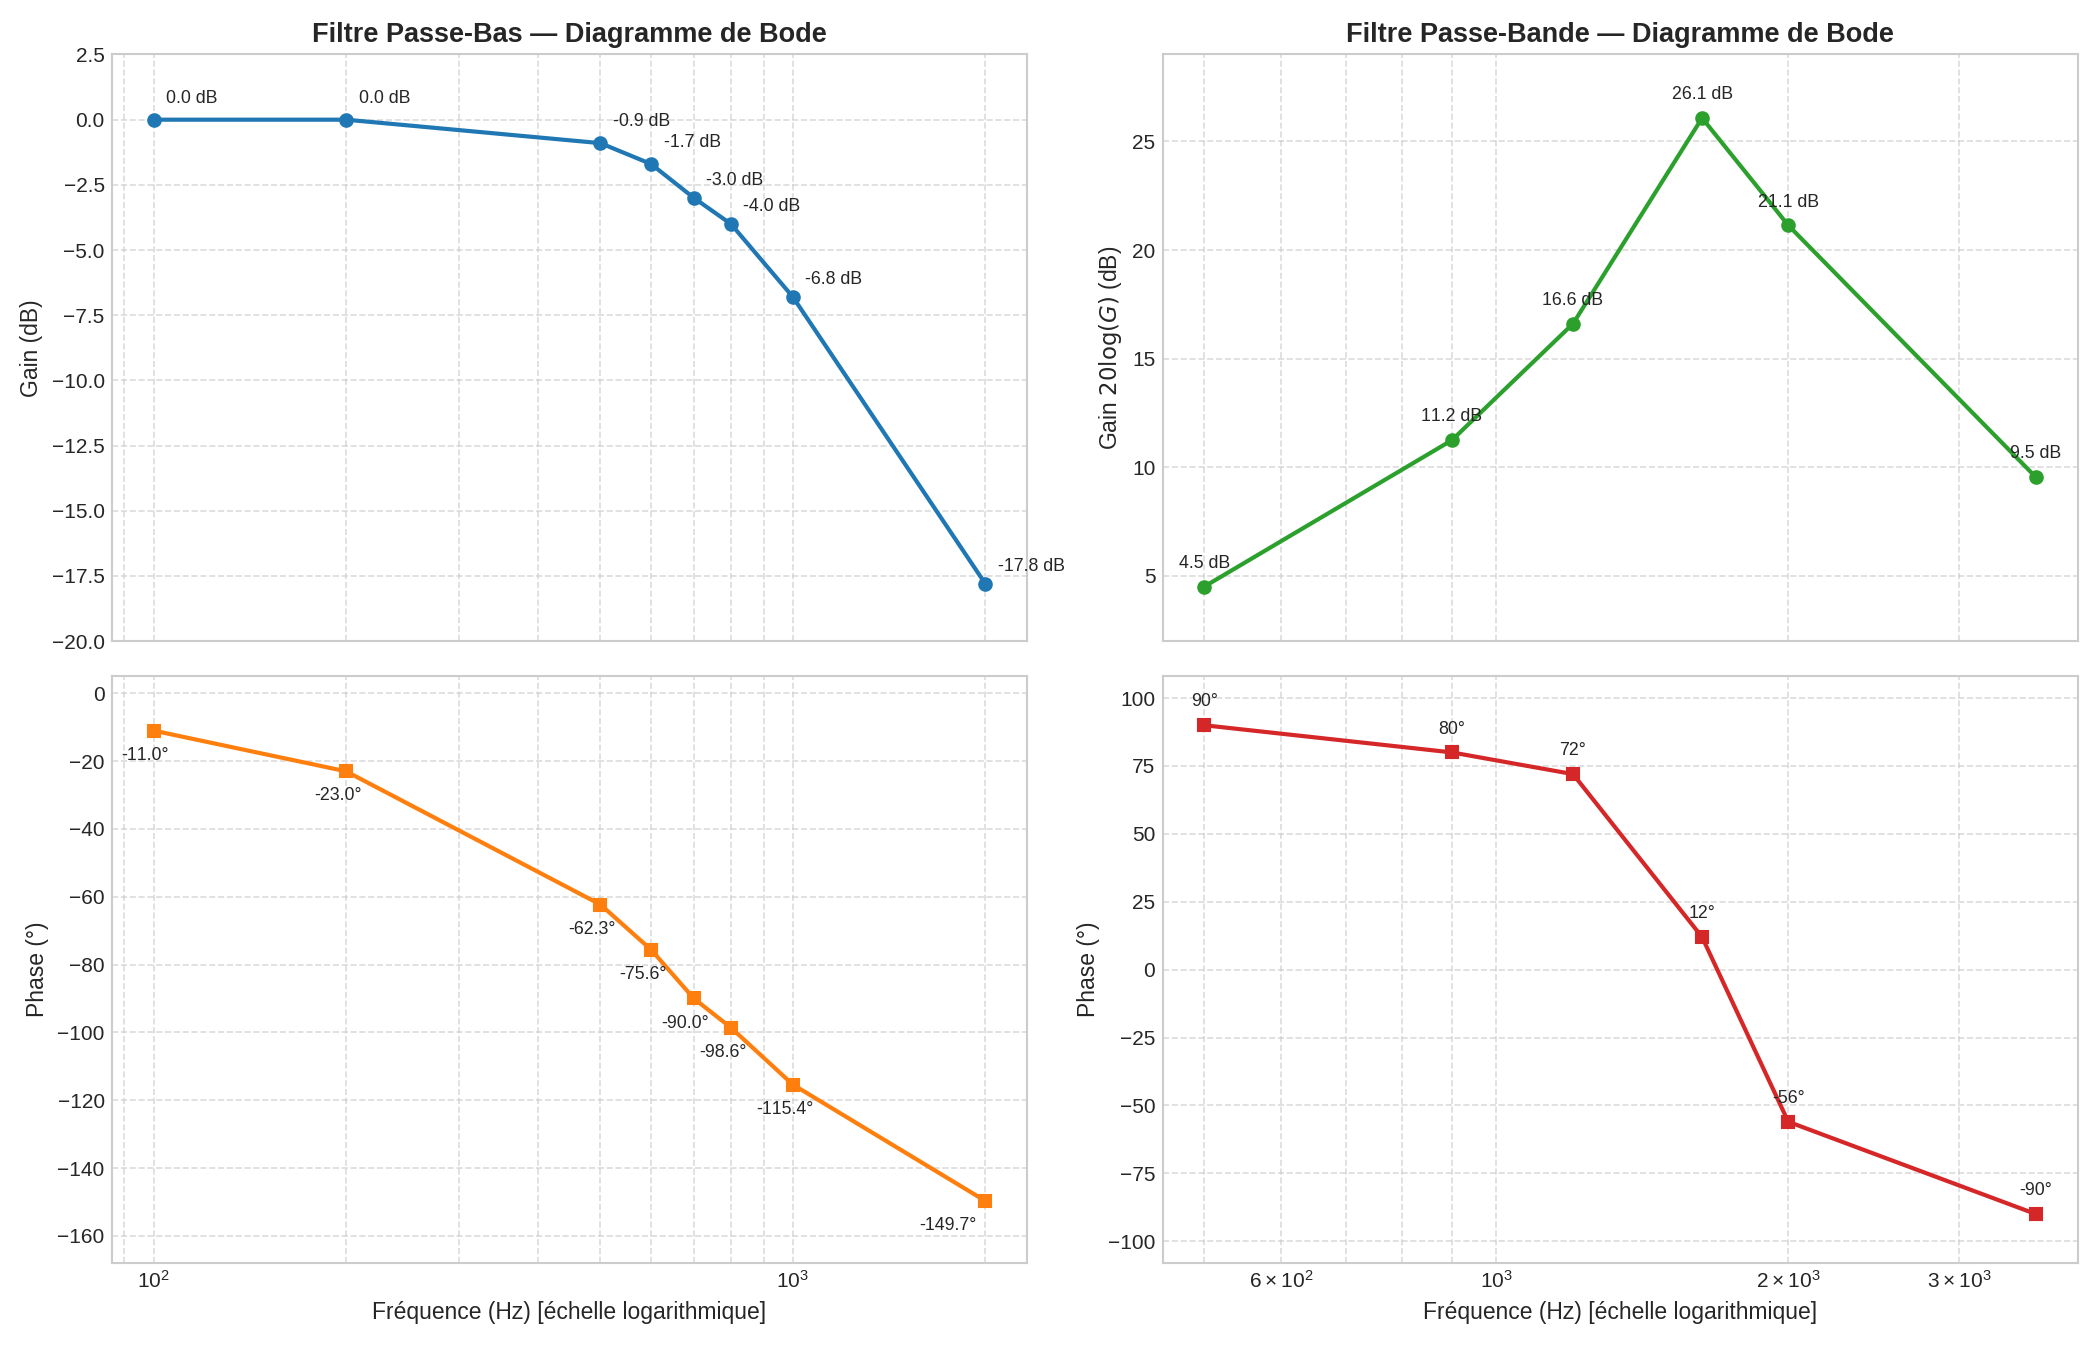 Filtre Passe-Bas — Diagramme de Bode
2.5
0.0
−2.5
−5.0
−7.5
−10.0
−12.5
−15.0
−17.5
−20.0
Gain (dB)
0.0 dB
0.0 dB
-0.9 dB
-1.7 dB
-3.0 dB
-4.0 dB
-6.8 dB
-17.8 dB
Filtre Passe-Bande — Diagramme de Bode
25
20
15
10
5
Gain 20log(G) (dB)
4.5 dB
11.2 dB
16.6 dB
26.1 dB
21.1 dB
9.5 dB
0
−20
−40
−60
−80
−100
−120
−140
−160
Phase (°)
-11.0°
-23.0°
-62.3°
-75.6°
-90.0°
-98.6°
-115.4°
-149.7°
10²
10³
Fréquence (Hz) [échelle logarithmique]
100
75
50
25
0
−25
−50
−75
−100
Phase (°)
90°
80°
72°
12°
-56°
-90°
6 × 10²
10³
2 × 10³
3 × 10³
Fréquence (Hz) [échelle logarithmique]